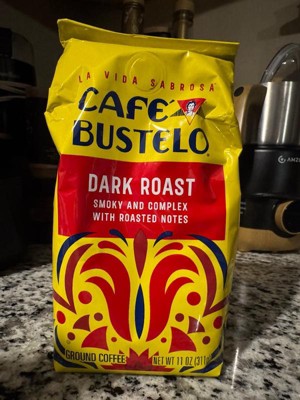 LA VIDA SABROSA
CAFÉ
BUSTELO
DARK ROAST
SMOKY AND COMPLEX
WITH ROASTED NOTES
GROUND COFFEE NET WT 11 OZ (311g)